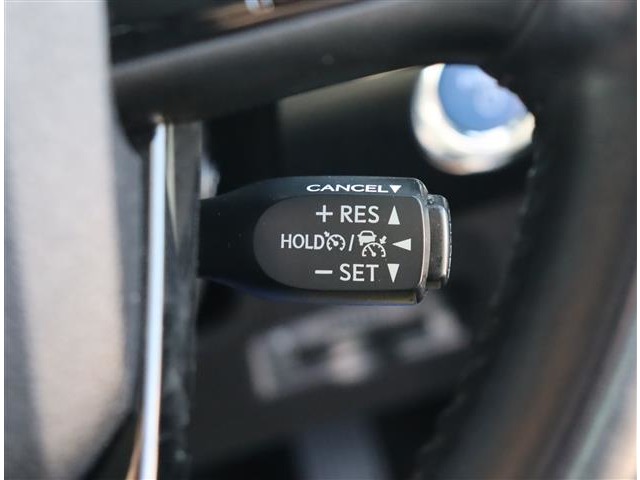 CANCEL▼
+ RES ▲
HOLD / ◀
− SET ▼